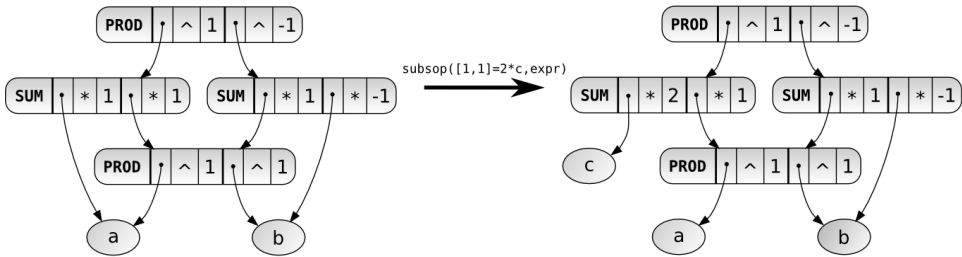 PROD ^ 1 ^ -1
SUM * 1 * 1
SUM * 1 * -1
PROD ^ 1 ^ 1
a
b
subsop([1,1]=2*c,expr)
PROD ^ 1 ^ -1
SUM * 2 * 1
SUM * 1 * -1
c
PROD ^ 1 ^ 1
a
b